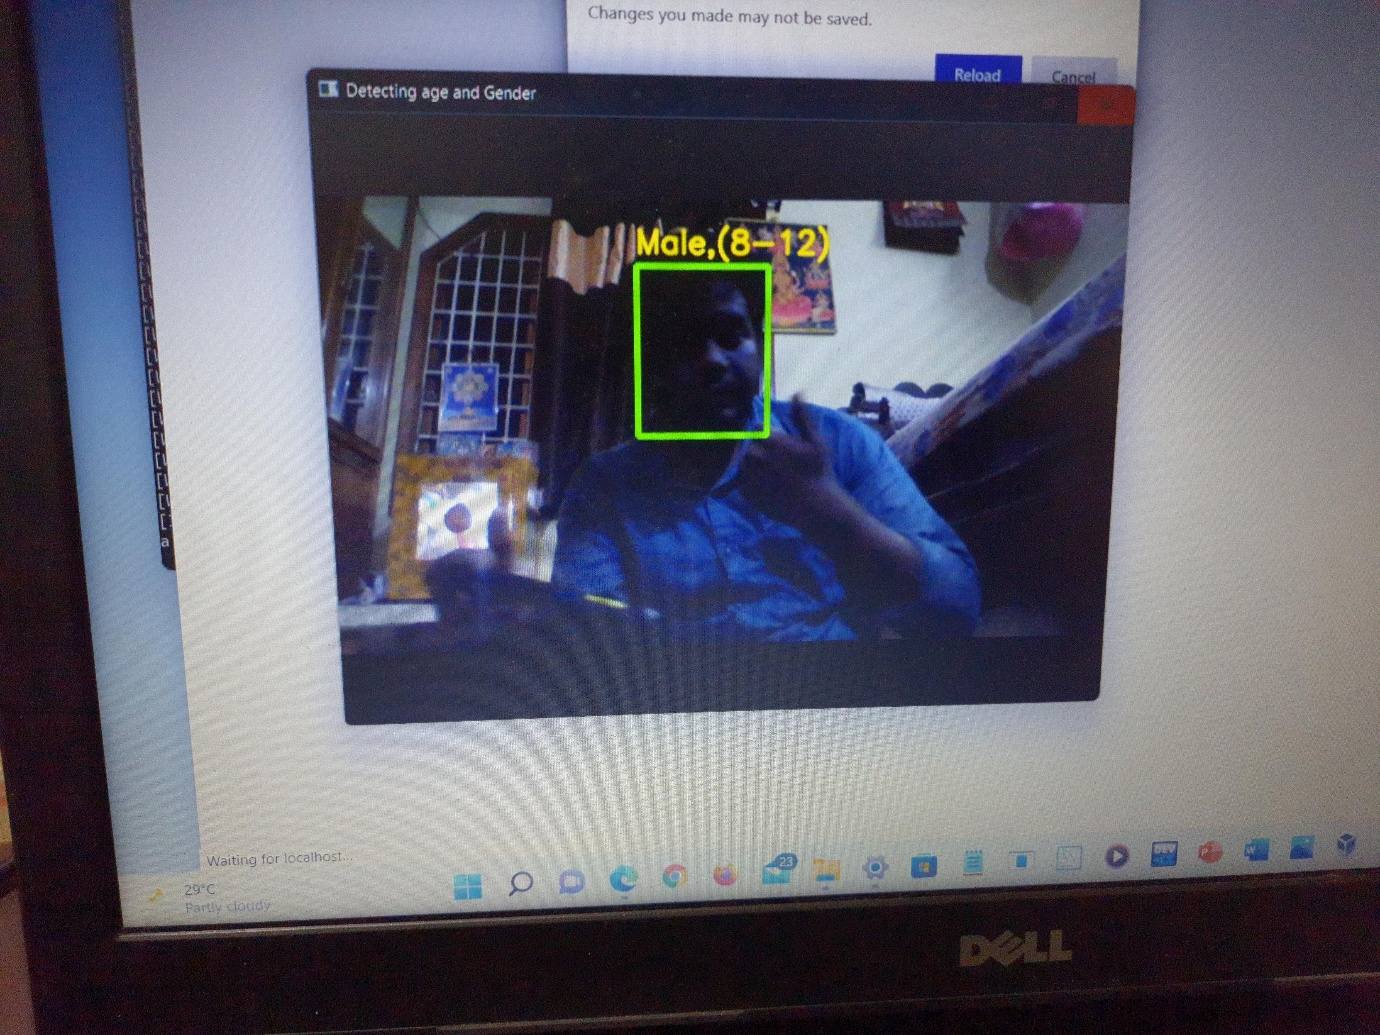 Changes you made may not be saved.
Reload
Cancel
Detecting age and Gender
Male,(8-12)
a
Waiting for localhost...
23
DEV
P
W
29°C
Partly cloudy
DELL